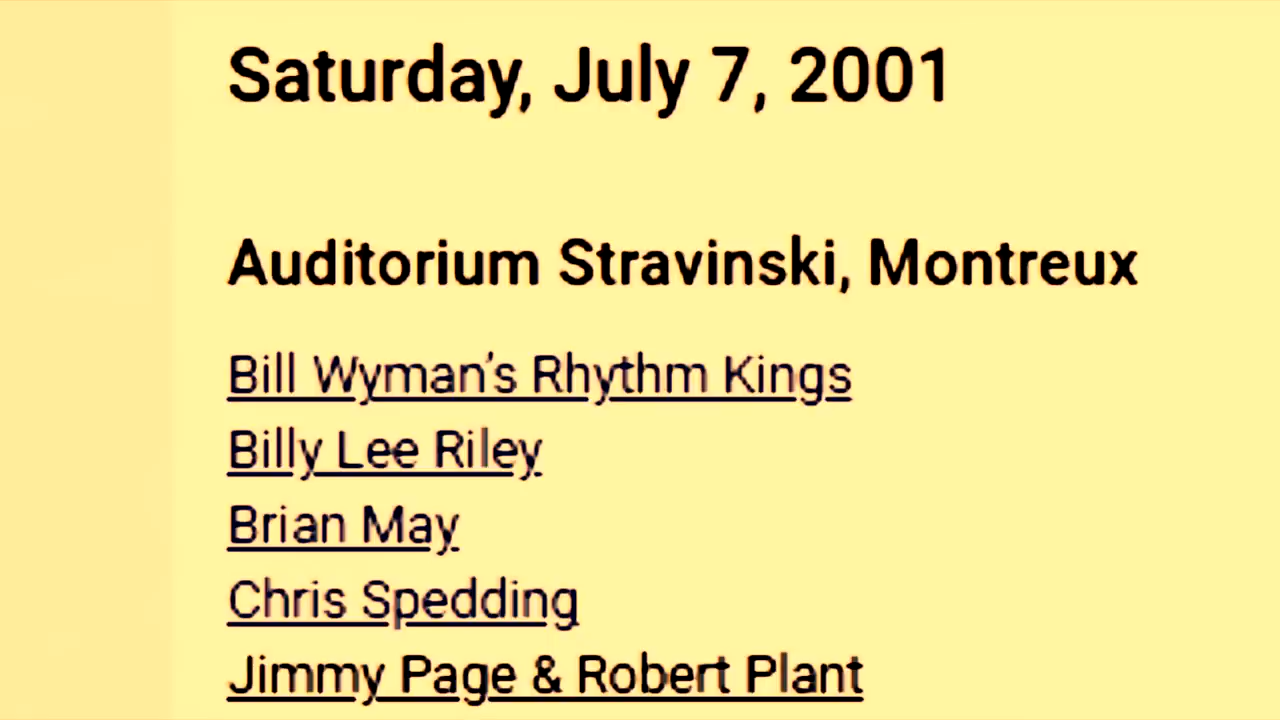 Saturday, July 7, 2001
Auditorium Stravinski, Montreux
Bill Wyman's Rhythm Kings
Billy Lee Riley
Brian May
Chris Spedding
Jimmy Page & Robert Plant